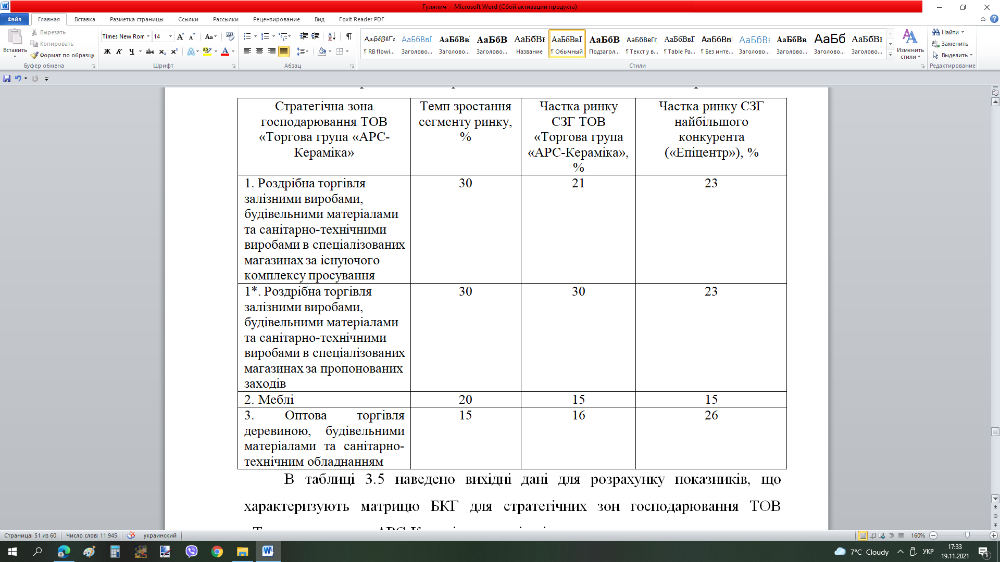 Гулянич - Microsoft Word (Сбой активации продукта)
Файл Главная Вставка Разметка страницы Ссылки Рассылки Рецензирование Вид Foxit Reader PDF
Вставить
Вырезать
Копировать
Формат по образцу
Буфер обмена
Times New Rom 14
Шрифт
Абзац
АаБбВвГг АаБбВвГ АаБбВв АаБбВ АаБбВв АаБбВвГ АаБбВ АаБбВвГг, АаБбВвГ АаБбВв АаБбВв АаБбВв АаБб АаБбВв
¶ RB flowi... Заголово... Заголово... Заголово... Название ¶ Обычный Подзагол... ¶ Текст у в... ¶ Table Pa... ¶ Без инте... Заголово... Заголово... Заголово... Заголово...
Стили
Изменить стили
Найти
Заменить
Выделить
Редактирование
Стратегічна зона
господарювання ТОВ
«Торгова група «АРС-
Кераміка»
Темп зростання
сегменту ринку,
%
Частка ринку
СЗГ ТОВ
«Торгова група
«АРС-Кераміка»,
%
Частка ринку СЗГ
найбільшого
конкурента
(«Епіцентр»), %
1. Роздрібна торгівля
залізними виробами,
будівельними матеріалами
та санітарно-технічними
виробами в спеціалізованих
магазинах за існуючого
комплексу просування
30 21 23
1*. Роздрібна торгівля
залізними виробами,
будівельними матеріалами
та санітарно-технічними
виробами в спеціалізованих
магазинах за пропонованих
заходів
30 30 23
2. Меблі 20 15 15
3. Оптова торгівля
деревиною, будівельними
матеріалами та санітарно-
технічним обладнанням
15 16 26
В таблиці 3.5 наведено вихідні дані для розрахунку показників, що
характеризують матрицю БКГ для стратегічних зон господарювання ТОВ
Страница: 51 из 60 Число слов: 11 945 украинский 160%
7°C Cloudy УКР 17:33
19.11.2021